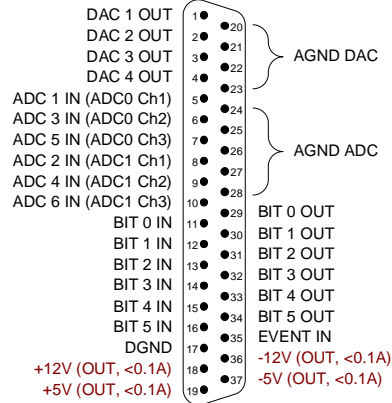 DAC 1 OUT 1
DAC 2 OUT 2
DAC 3 OUT 3
DAC 4 OUT 4
ADC 1 IN (ADC0 Ch1) 5
ADC 3 IN (ADC0 Ch2) 6
ADC 5 IN (ADC0 Ch3) 7
ADC 2 IN (ADC1 Ch1) 8
ADC 4 IN (ADC1 Ch2) 9
ADC 6 IN (ADC1 Ch3) 10
BIT 0 IN 11
BIT 1 IN 12
BIT 2 IN 13
BIT 3 IN 14
BIT 4 IN 15
BIT 5 IN 16
DGND 17
+12V (OUT, <0.1A) 18
+5V (OUT, <0.1A) 19
20
21
22
23
AGND DAC
24
25
26
27
28
AGND ADC
29 BIT 0 OUT
30 BIT 1 OUT
31 BIT 2 OUT
32 BIT 3 OUT
33 BIT 4 OUT
34 BIT 5 OUT
35 EVENT IN
36 -12V (OUT, <0.1A)
37 -5V (OUT, <0.1A)